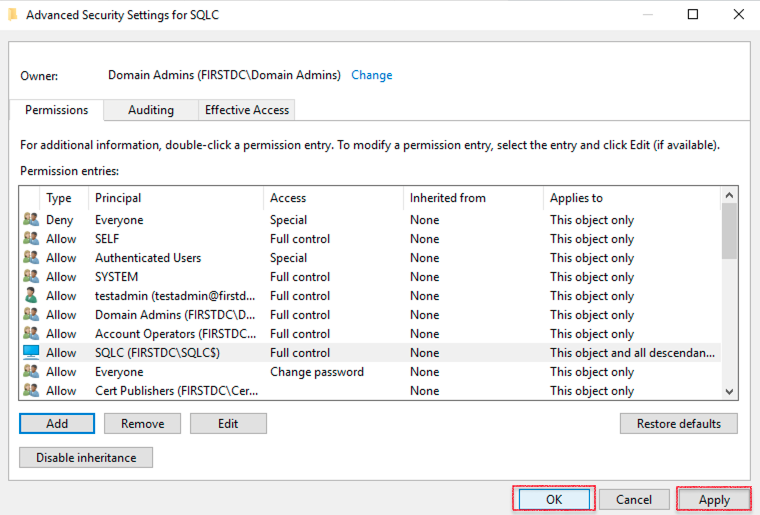 Advanced Security Settings for SQLC
Owner: Domain Admins (FIRSTDC\Domain Admins) Change
Permissions Auditing Effective Access
For additional information, double-click a permission entry. To modify a permission entry, select the entry and click Edit (if available).
Permission entries:
Type Principal Access Inherited from Applies to
Deny Everyone Special None This object only
Allow SELF Full control None This object only
Allow Authenticated Users Special None This object only
Allow SYSTEM Full control None This object only
Allow testadmin (testadmin@firstd... Full control None This object only
Allow Domain Admins (FIRSTDC\D... Full control None This object only
Allow Account Operators (FIRSTDC... Full control None This object only
Allow SQLC (FIRSTDC\SQLC$) Full control None This object and all descendan...
Allow Everyone Change password None This object only
Allow Cert Publishers (FIRSTDC\Cer... None This object only
Add Remove Edit Restore defaults
Disable inheritance
OK Cancel Apply